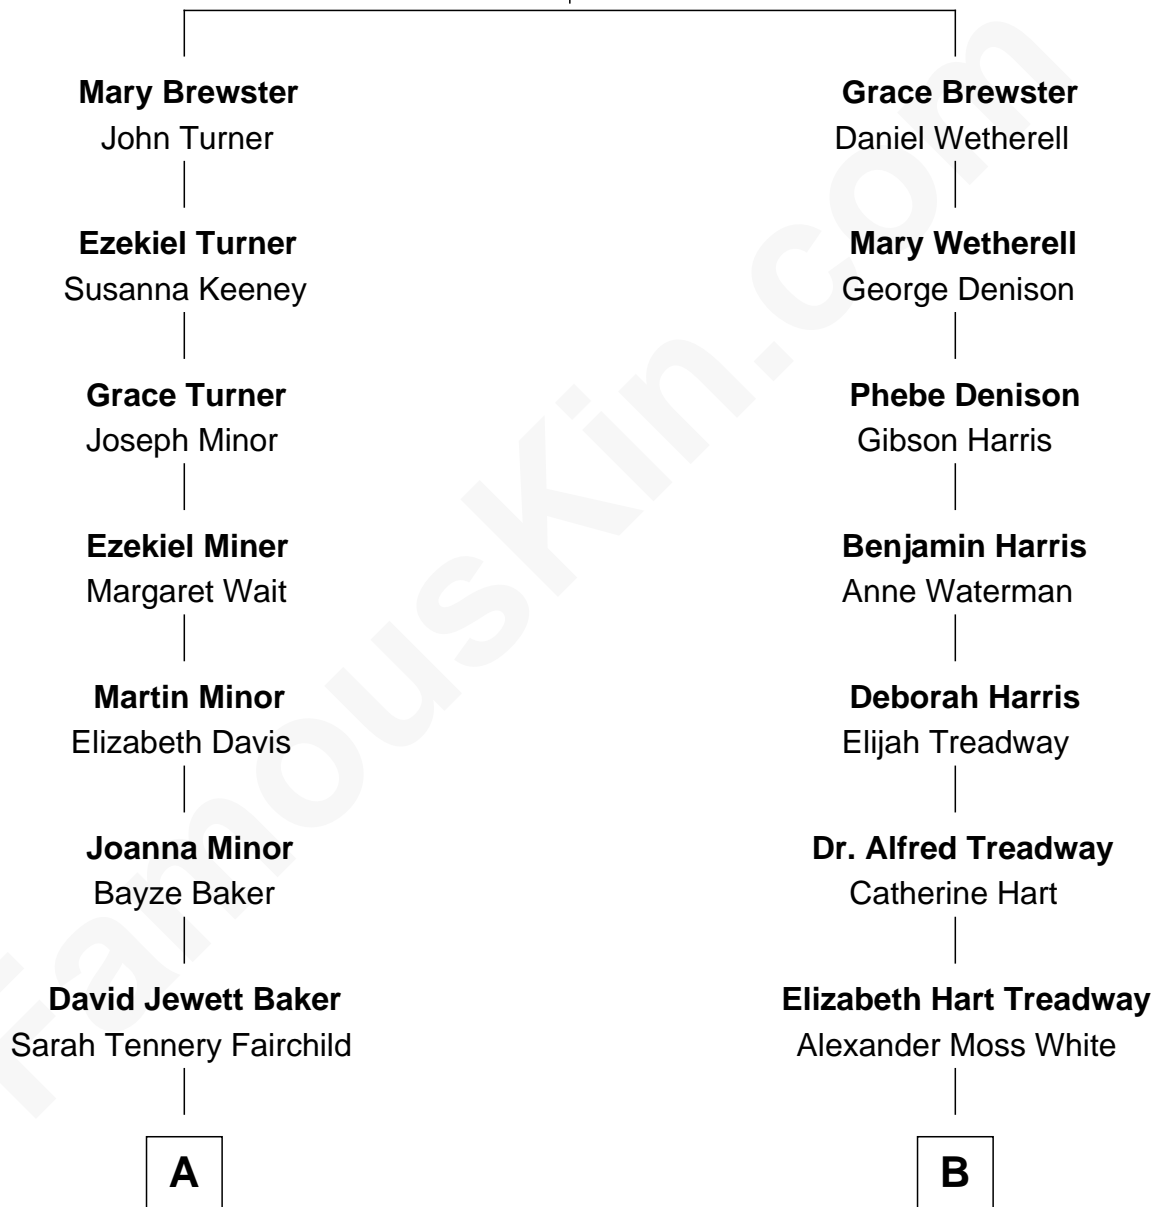 Mary Brewster
John Turner
Grace Brewster
Daniel Wetherell
Ezekiel Turner
Susanna Keeney
Mary Wetherell
George Denison
Grace Turner
Joseph Minor
Phebe Denison
Gibson Harris
Ezekiel Miner
Margaret Wait
Benjamin Harris
Anne Waterman
Martin Minor
Elizabeth Davis
Deborah Harris
Elijah Treadway
Joanna Minor
Bayze Baker
Dr. Alfred Treadway
Catherine Hart
David Jewett Baker
Sarah Tennery Fairchild
Elizabeth Hart Treadway
Alexander Moss White
A
B
FamousKin.com